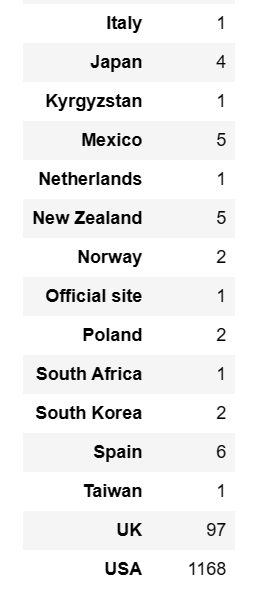 Italy 1
Japan 4
Kyrgyzstan 1
Mexico 5
Netherlands 1
New Zealand 5
Norway 2
Official site 1
Poland 2
South Africa 1
South Korea 2
Spain 6
Taiwan 1
UK 97
USA 1168